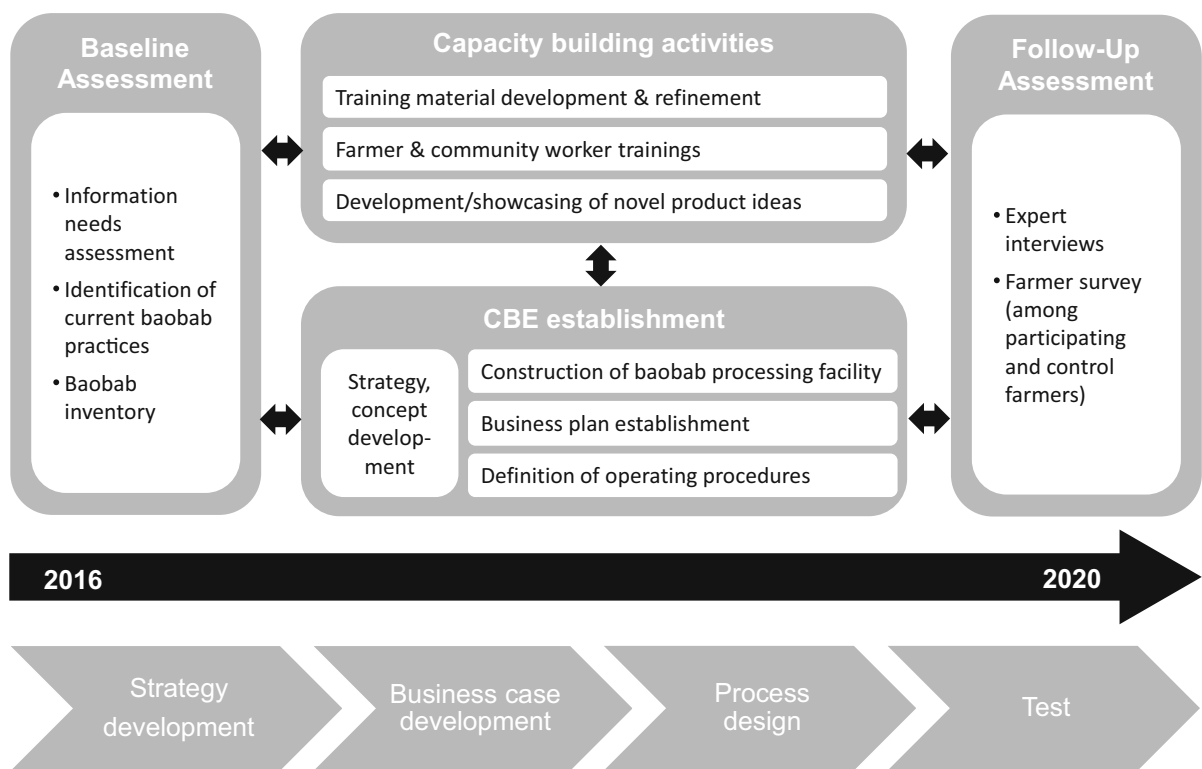 Baseline
Assessment
• Information
needs
assessment
• Identification of
current baobab
practices
• Baobab
inventory
Capacity building activities
Training material development & refinement
Farmer & community worker trainings
Development/showcasing of novel product ideas
CBE establishment
Strategy,
concept
develop-
ment
Construction of baobab processing facility
Business plan establishment
Definition of operating procedures
Follow-Up
Assessment
• Expert
interviews
• Farmer survey
(among
participating
and control
farmers)
2016
2020
Strategy
development
Business case
development
Process
design
Test